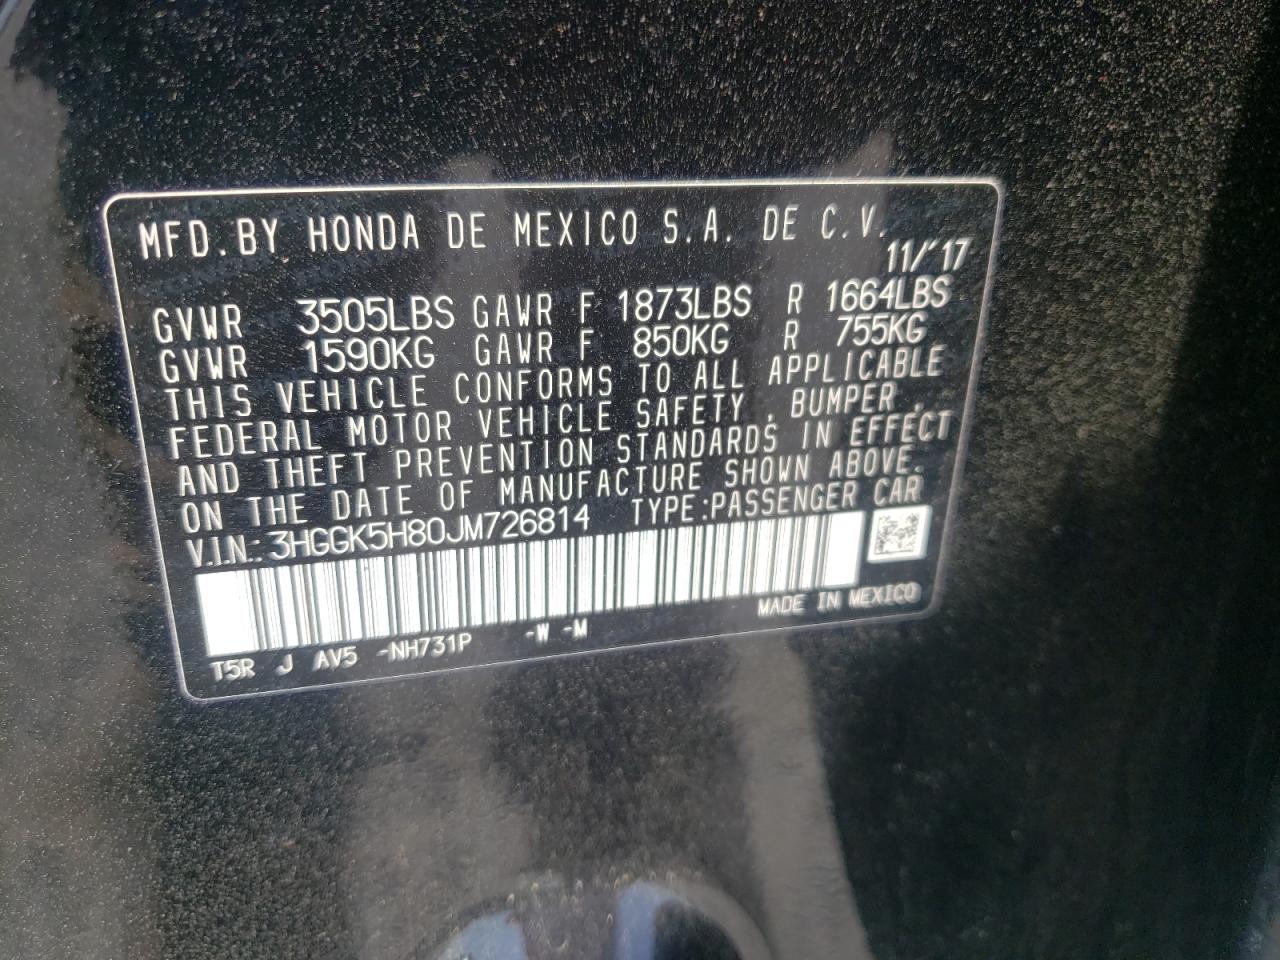 MFD.BY HONDA DE MEXICO S.A. DE C.V.
11/'17
GVWR 3505LBS GAWR F 1873LBS R 1664LBS
GVWR 1590KG GAWR F 850KG R 755KG
THIS VEHICLE CONFORMS TO ALL APPLICABLE
FEDERAL MOTOR VEHICLE SAFETY , BUMPER ,
AND THEFT PREVENTION STANDARDS IN EFFECT
ON THE DATE OF MANUFACTURE SHOWN ABOVE.
V.I.N.: 3HGGK5H80JM726814 TYPE:PASSENGER CAR
MADE IN MEXICO
T5R J AV5 -NH731P -W -M